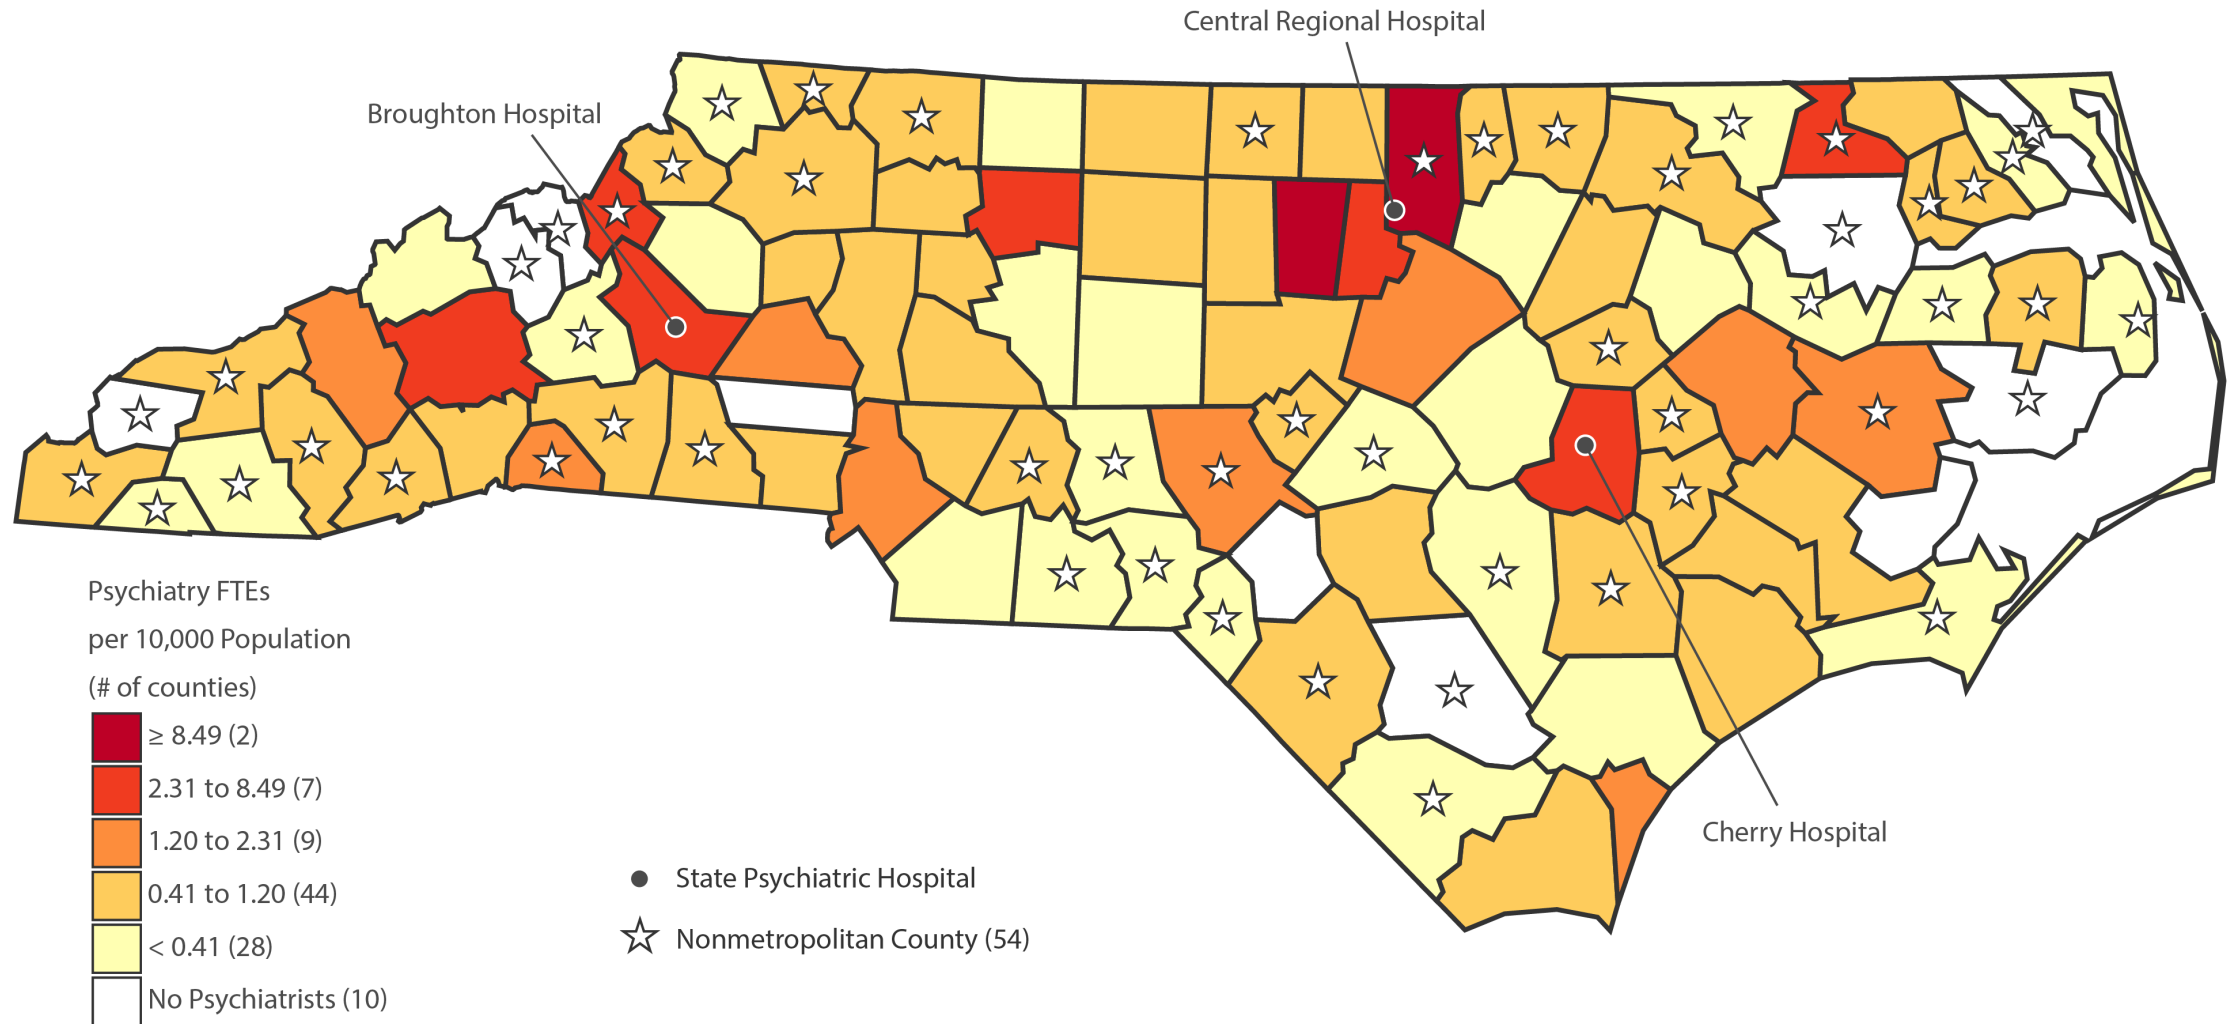 Central Regional Hospital
Broughton Hospital
Cherry Hospital
Psychiatry FTEs
per 10,000 Population
(# of counties)
≥ 8.49 (2)
2.31 to 8.49 (7)
1.20 to 2.31 (9)
0.41 to 1.20 (44)
< 0.41 (28)
No Psychiatrists (10)
State Psychiatric Hospital
Nonmetropolitan County (54)